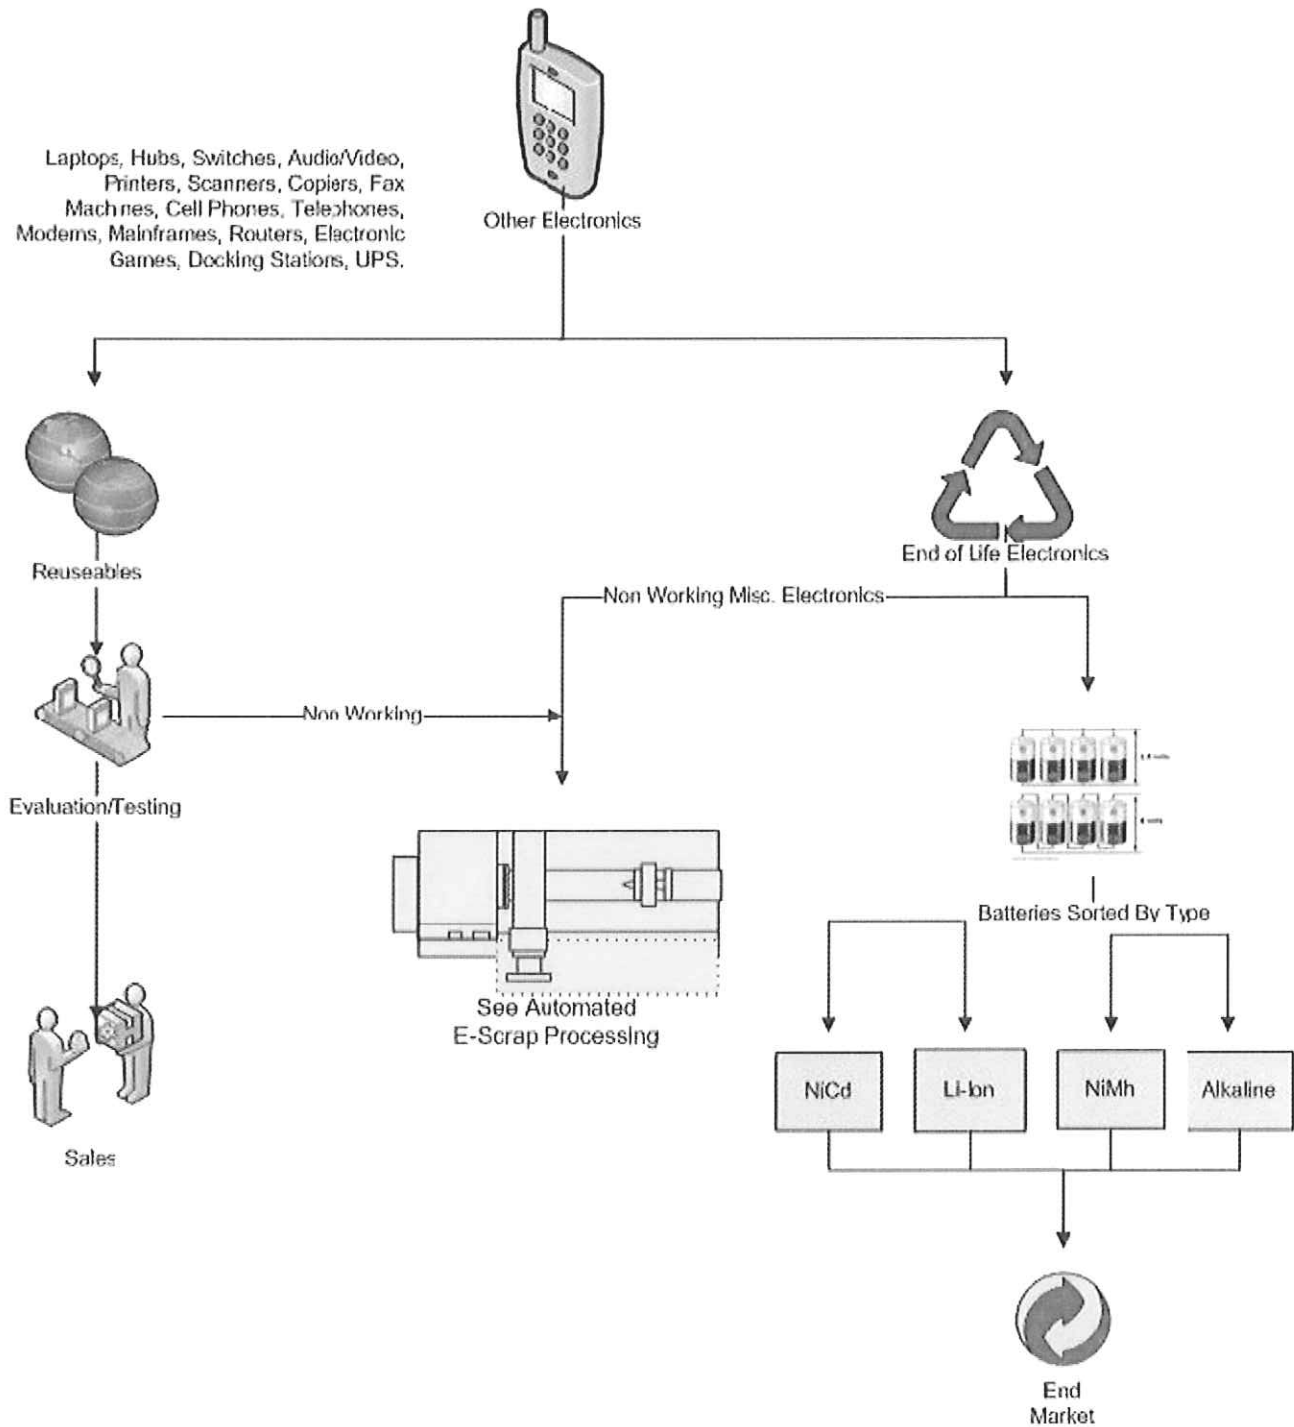 Laptops, Hubs, Switches, Audio/Video,
Printers, Scanners, Copiers, Fax
Machines, Cell Phones, Telephones,
Modems, Mainframes, Routers, Electronic
Games, Docking Stations, UPS.
Other Electronics
Reuseables
End of Life Electronics
Non Working Misc. Electronics
Non Working
Evaluation/Testing
Batteries Sorted By Type
See Automated
E-Scrap Processing
NiCd
Li-Ion
NiMh
Alkaline
Sales
End
Market